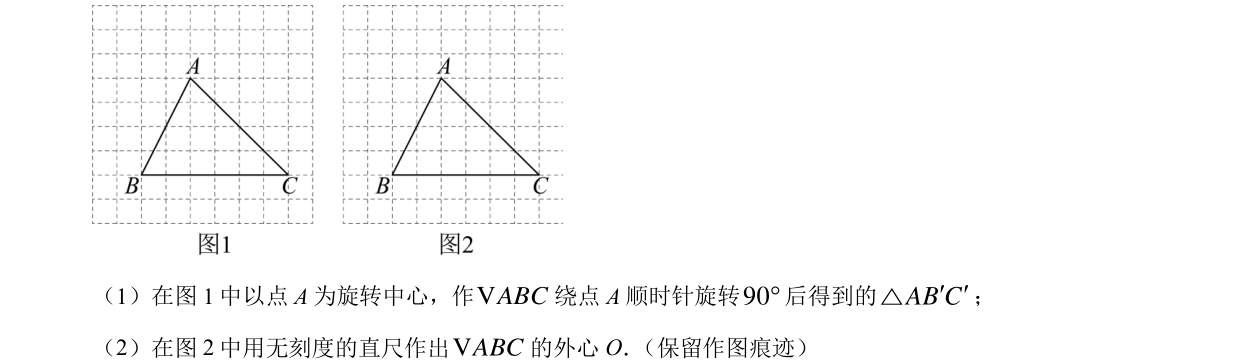 A A
B C B C
图1 图2
（1）在图 1 中以点 A 为旋转中心，作VABC 绕点 A 顺时针旋转90°后得到的△AB′C′；
（2）在图 2 中用无刻度的直尺作出VABC 的外心 O.（保留作图痕迹）